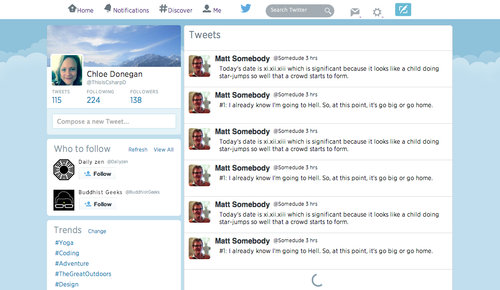 Home Notifications #Discover Me Search Twitter
Chloe Donegan
@ThisIsCsharpD
TWEETS FOLLOWING FOLLOWERS
115 224 138
Compose a new Tweet...
Who to follow Refresh View All
Daily zen @Dailyzen
Follow
Buddhist Geeks @BuddhistGeeks
Follow
Trends Change
#Yoga
#Coding
#Adventure
#TheGreatOutdoors
#Design
Tweets
Matt Somebody @Somedude 3 hrs
Today's date is xi.xii.xiii which is significant because it looks like a child doing
star-jumps so well that a crowd starts to form.
Matt Somebody @Somedude 3 hrs
#1: I already know I'm going to Hell. So, at this point, it's go big or go home.
Matt Somebody @Somedude 3 hrs
Today's date is xi.xii.xiii which is significant because it looks like a child doing
star-jumps so well that a crowd starts to form.
Matt Somebody @Somedude 3 hrs
#1: I already know I'm going to Hell. So, at this point, it's go big or go home.
Matt Somebody @Somedude 3 hrs
Today's date is xi.xii.xiii which is significant because it looks like a child doing
star-jumps so well that a crowd starts to form.
Matt Somebody @Somedude 3 hrs
#1: I already know I'm going to Hell. So, at this point, it's go big or go home.